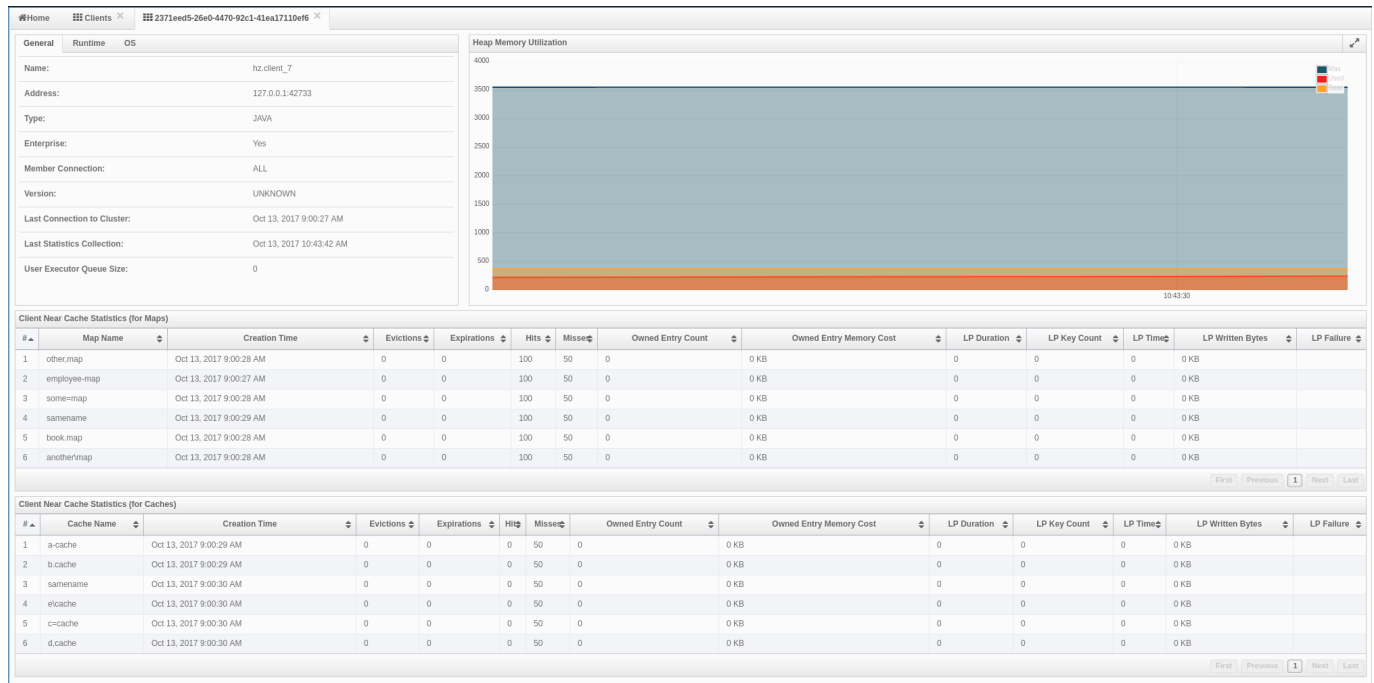 Home Clients 2371eed5-26e0-4470-92c1-41ea17110ef6
General Runtime OS
Name: hz.client_7
Address: 127.0.0.1:42733
Type: JAVA
Enterprise: Yes
Member Connection: ALL
Version: UNKNOWN
Last Connection to Cluster: Oct 13, 2017 9:00:27 AM
Last Statistics Collection: Oct 13, 2017 10:43:42 AM
User Executor Queue Size: 0
Heap Memory Utilization
4000
Max
Used
Total
3500
3000
2500
2000
1500
1000
500
0
10:43:30
Client Near Cache Statistics (for Maps)
# Map Name Creation Time Evictions Expirations Hits Misses Owned Entry Count Owned Entry Memory Cost LP Duration LP Key Count LP Time LP Written Bytes LP Failure
1 other,map Oct 13, 2017 9:00:28 AM 0 0 100 50 0 0 KB 0 0 0 0 KB
2 employee-map Oct 13, 2017 9:00:27 AM 0 0 100 50 0 0 KB 0 0 0 0 KB
3 some=map Oct 13, 2017 9:00:28 AM 0 0 100 50 0 0 KB 0 0 0 0 KB
4 samename Oct 13, 2017 9:00:29 AM 0 0 100 50 0 0 KB 0 0 0 0 KB
5 book.map Oct 13, 2017 9:00:28 AM 0 0 100 50 0 0 KB 0 0 0 0 KB
6 another\map Oct 13, 2017 9:00:28 AM 0 0 100 50 0 0 KB 0 0 0 0 KB
First Previous 1 Next Last
Client Near Cache Statistics (for Caches)
# Cache Name Creation Time Evictions Expirations Hits Misses Owned Entry Count Owned Entry Memory Cost LP Duration LP Key Count LP Time LP Written Bytes LP Failure
1 a-cache Oct 13, 2017 9:00:29 AM 0 0 0 50 0 0 KB 0 0 0 0 KB
2 b.cache Oct 13, 2017 9:00:29 AM 0 0 0 50 0 0 KB 0 0 0 0 KB
3 samename Oct 13, 2017 9:00:30 AM 0 0 0 50 0 0 KB 0 0 0 0 KB
4 e\cache Oct 13, 2017 9:00:30 AM 0 0 0 50 0 0 KB 0 0 0 0 KB
5 c=cache Oct 13, 2017 9:00:30 AM 0 0 0 50 0 0 KB 0 0 0 0 KB
6 d,cache Oct 13, 2017 9:00:30 AM 0 0 0 50 0 0 KB 0 0 0 0 KB
First Previous 1 Next Last